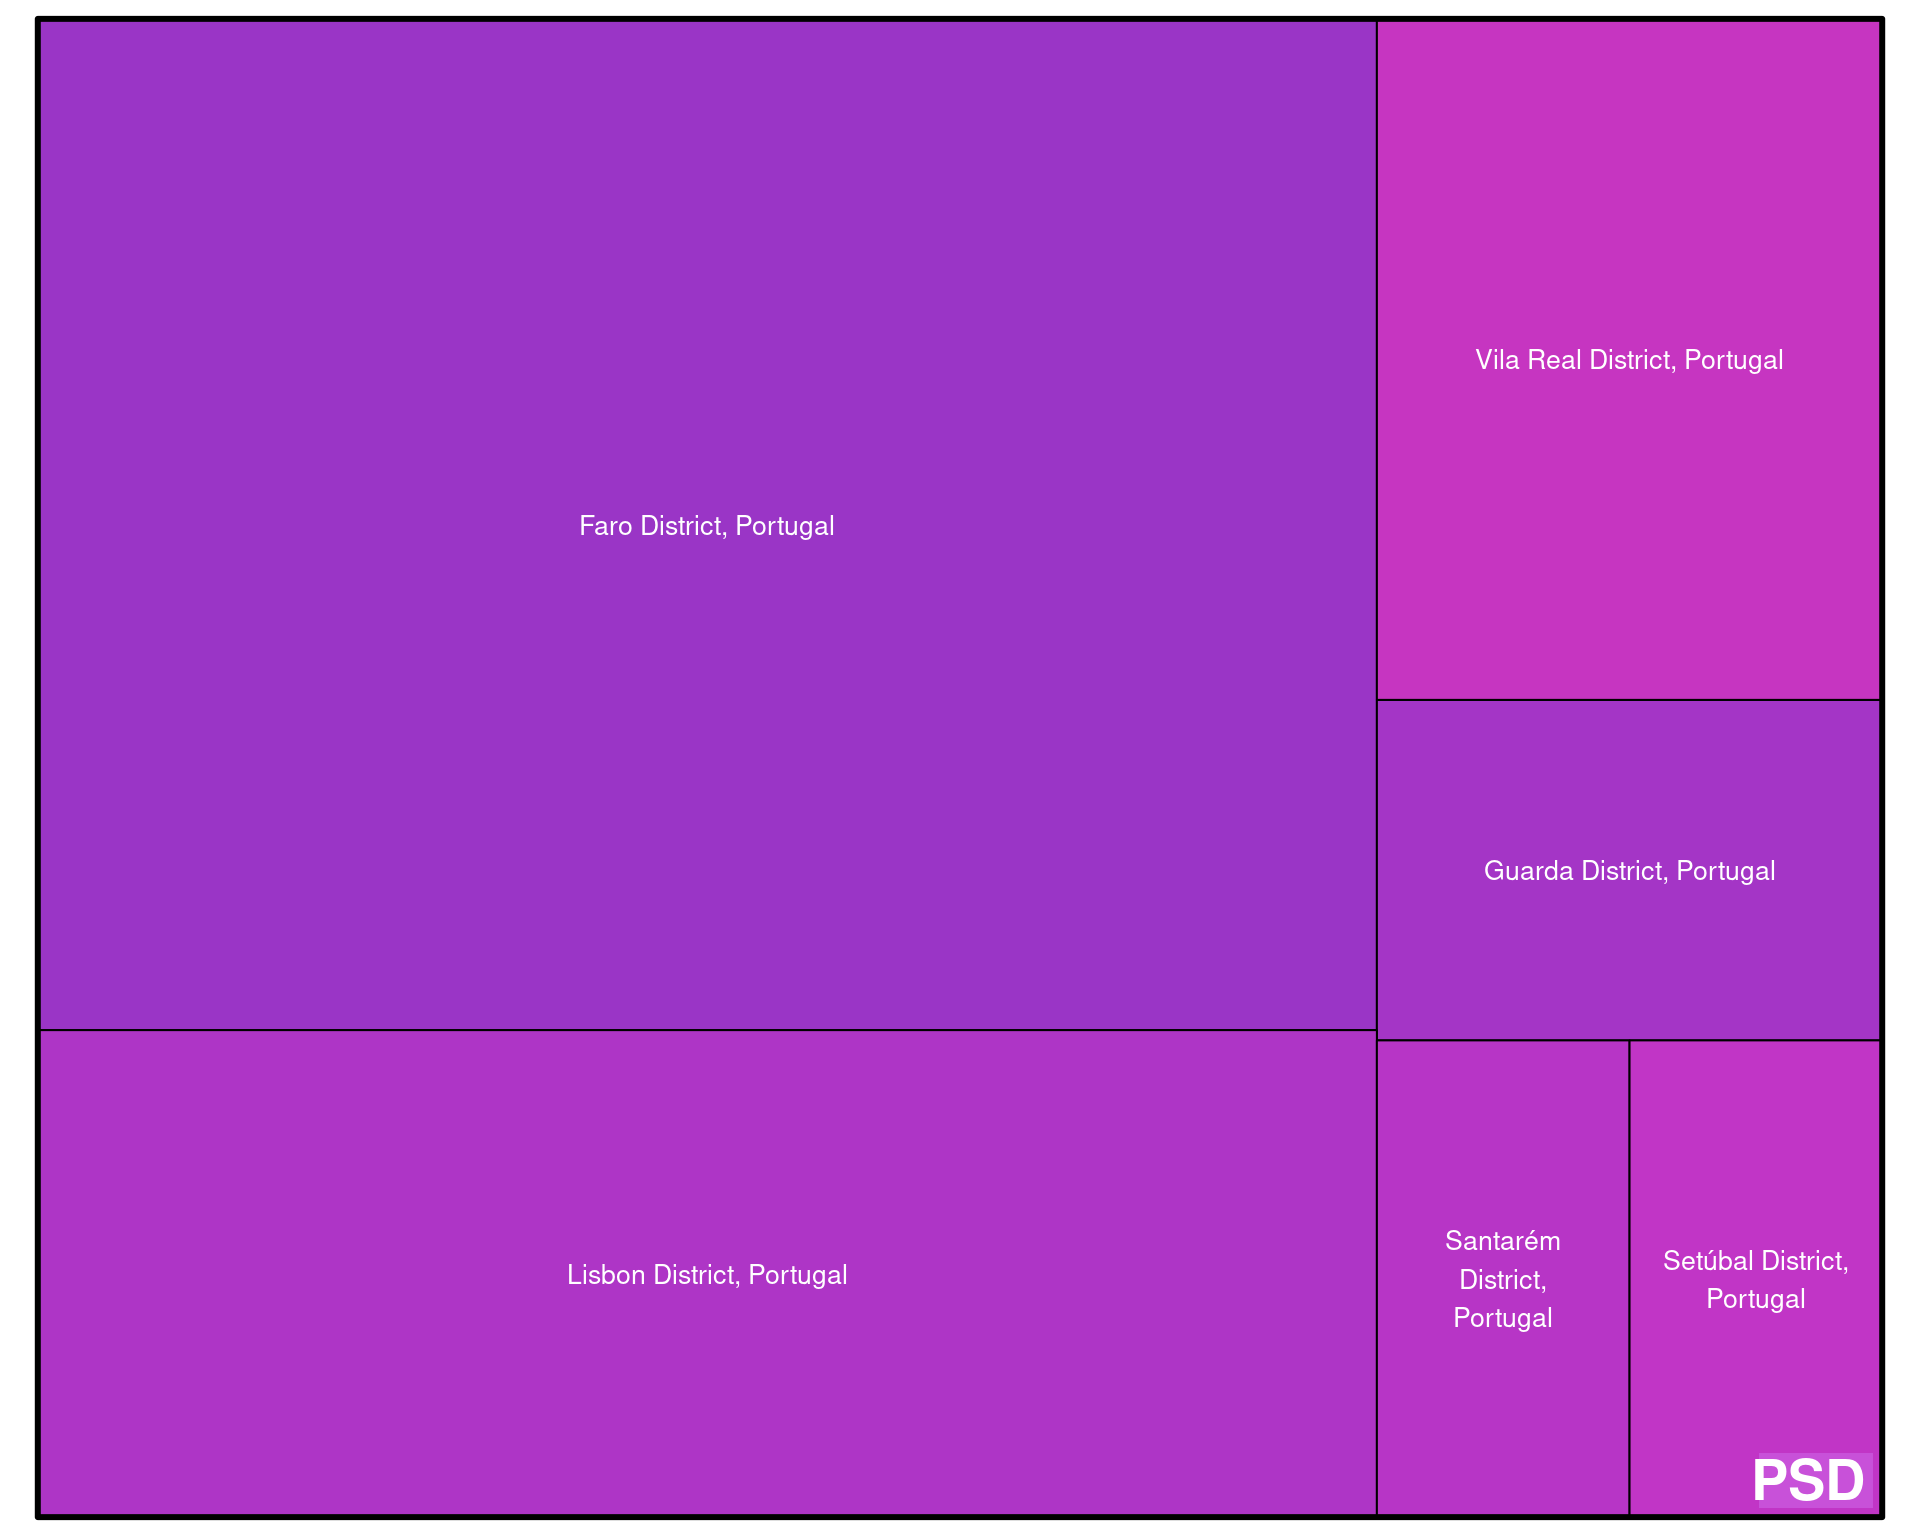 Faro District, Portugal
Lisbon District, Portugal
Vila Real District, Portugal
Guarda District, Portugal
Santarém
District,
Portugal
Setúbal District,
Portugal
PSD